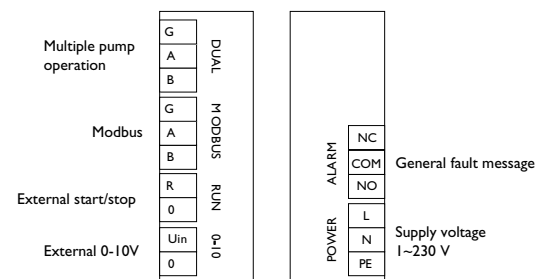 Multiple pump
operation
G
A
B
DUAL
Modbus
G
A
B
MODBUS
External start/stop
R
0
RUN
External 0-10V
Uin
0
0-10
ALARM
NC
COM
NO
General fault message
POWER
L
N
PE
Supply voltage
1~230 V